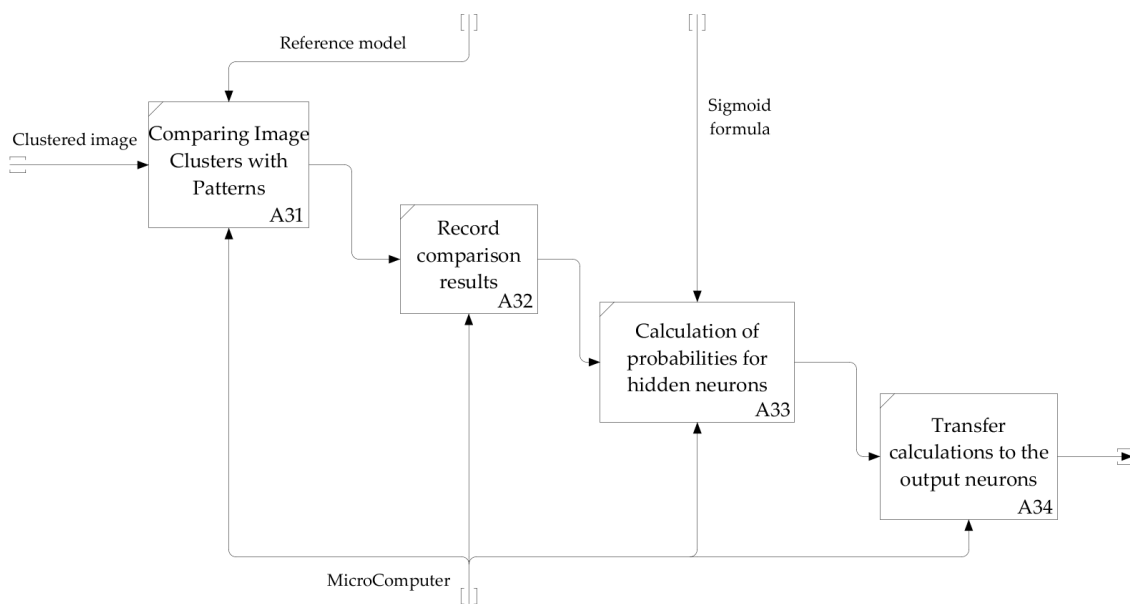 Reference model
Sigmoid
formula
Clustered image
Comparing Image
Clusters with
Patterns
A31
Record
comparison
results
A32
Calculation of
probabilities for
hidden neurons
A33
Transfer
calculations to the
output neurons
A34
MicroComputer